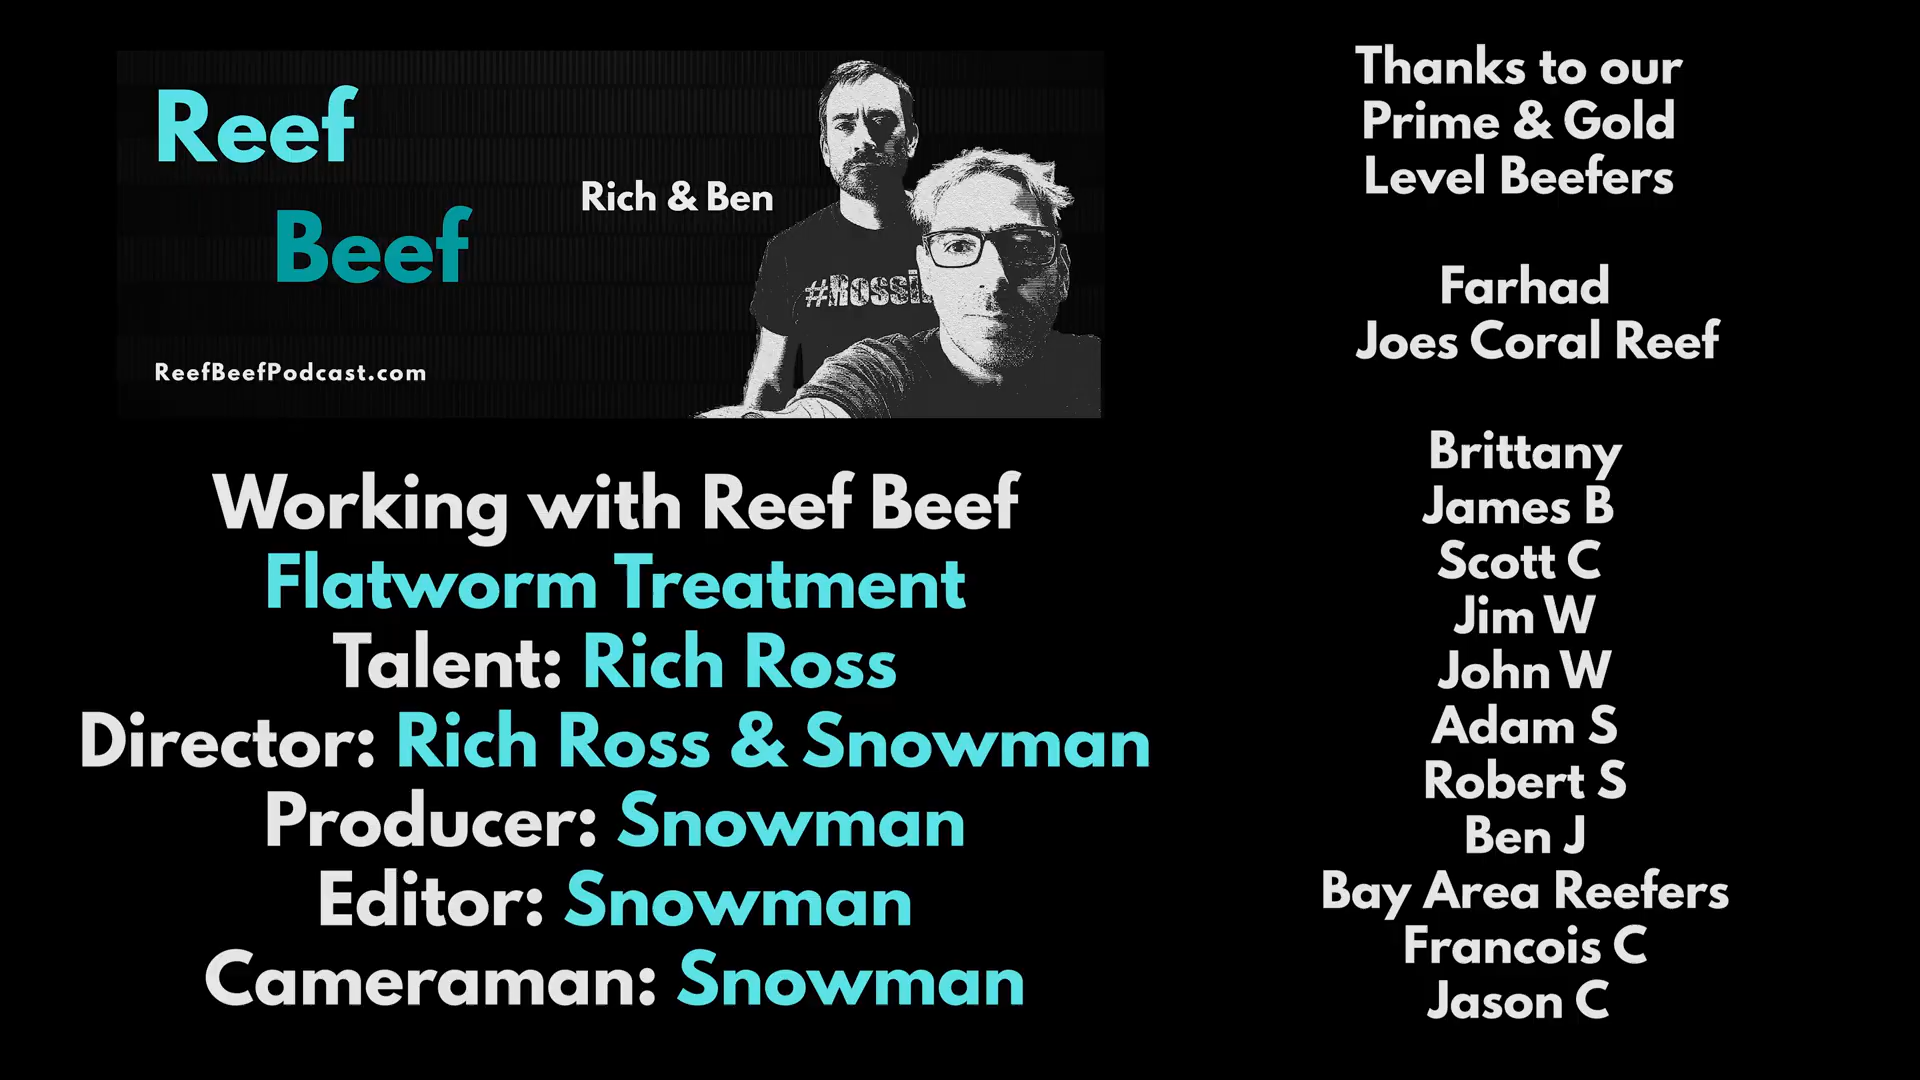 Reef
Beef
Rich & Ben
ReefBeefPodcast.com
Working with Reef Beef
Flatworm Treatment
Talent: Rich Ross
Director: Rich Ross & Snowman
Producer: Snowman
Editor: Snowman
Cameraman: Snowman
Thanks to our
Prime & Gold
Level Beefers
Farhad
Joes Coral Reef
Brittany
James B
Scott C
Jim W
John W
Adam S
Robert S
Ben J
Bay Area Reefers
Francois C
Jason C